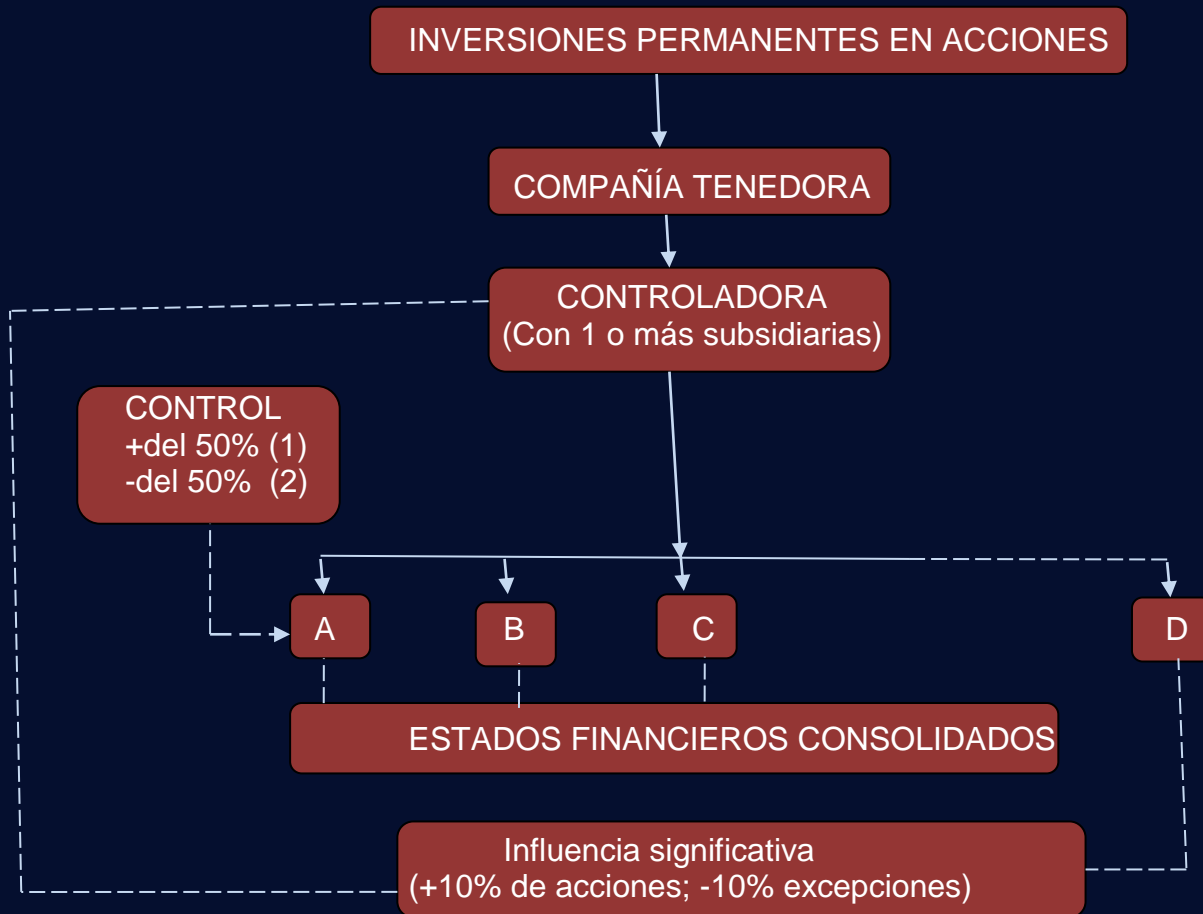 INVERSIONES PERMANENTES EN ACCIONES
COMPAÑÍA TENEDORA
CONTROLADORA
(Con 1 o más subsidiarias)
CONTROL
+del 50% (1)
-del 50%  (2)
A
B
C
D
ESTADOS FINANCIEROS CONSOLIDADOS
Influencia significativa
(+10% de acciones; -10% excepciones)